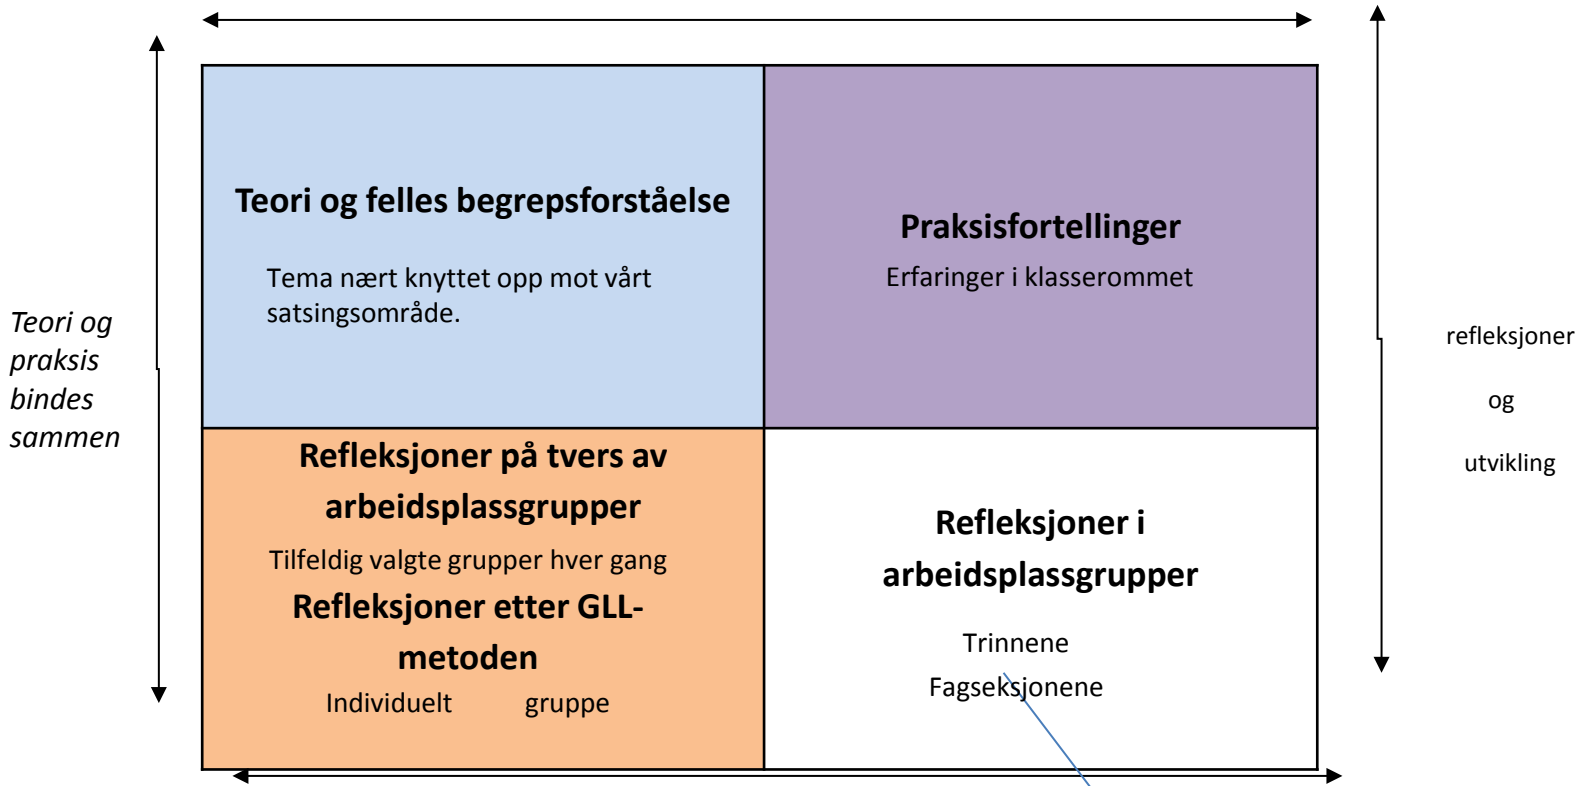 Teori og
praksis
bindes
sammen
Teori og felles begrepsforståelse
Tema nært knyttet opp mot vårt
satsingsområde.
Praksisfortellinger
Erfaringer i klasserommet
Refleksjoner på tvers av
arbeidsplassgrupper
Tilfeldig valgte grupper hver gang
Refleksjoner etter GLL-
metoden
Individuelt gruppe
Refleksjoner i
arbeidsplassgrupper
Trinnene
Fagseksjonene
refleksjoner
og
utvikling